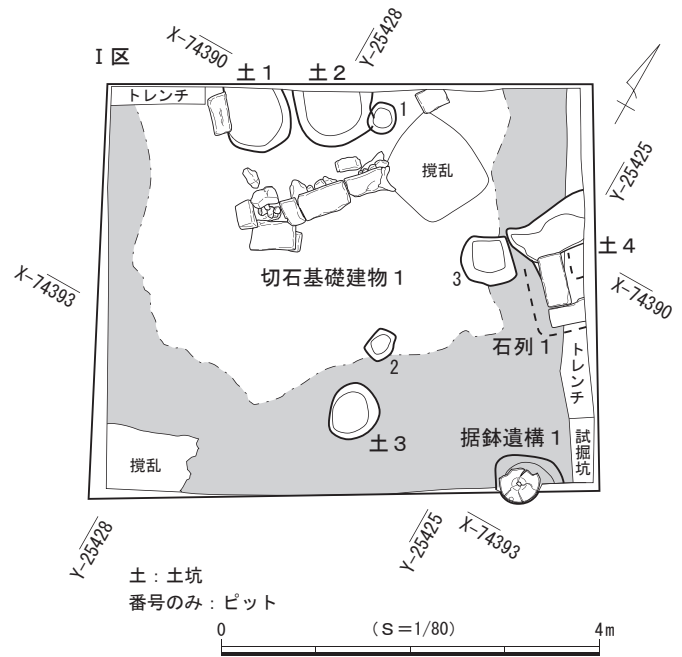 Ⅰ区
X-74390
Y-25428
土1
土2
トレンチ
1
撹乱
Y-25425
土4
3
切石基礎建物1
X-74393
X-74390
石列1
2
トレンチ
土3
据鉢遺構1
試掘坑
撹乱
Y-25428
Y-25425
X-74393
土：土坑
番号のみ：ピット
0
（S＝1/80）
4m